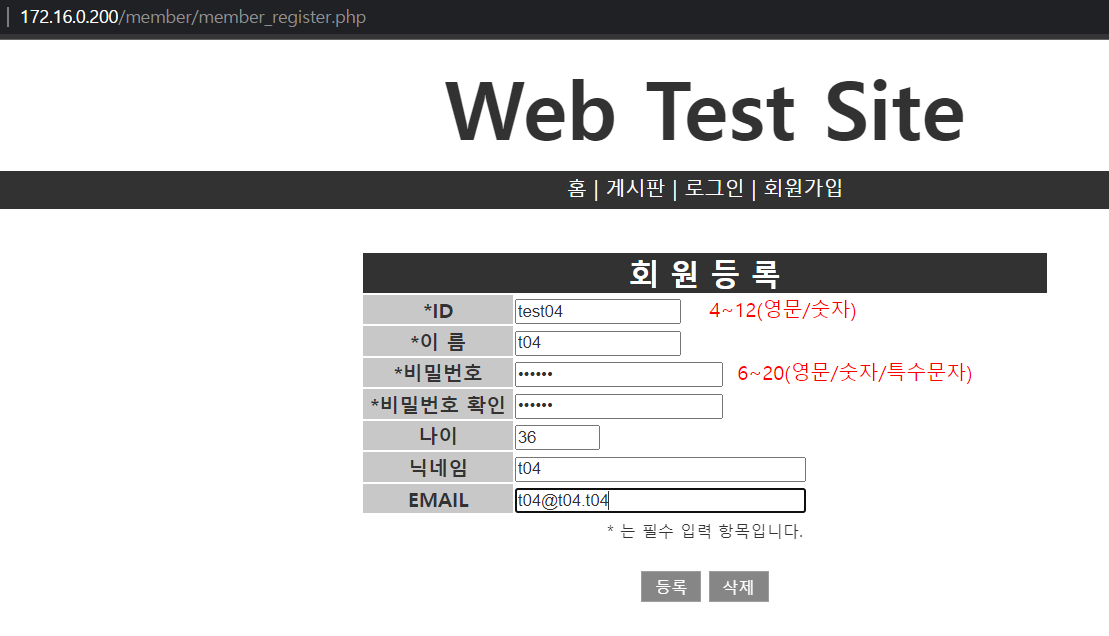 172.16.0.200/member/member_register.php
Web Test Site
홈 | 게시판 | 로그인 | 회원가입
회 원 등 록
*ID test04 4~12(영문/숫자)
*이 름 t04
*비밀번호 •••••• 6~20(영문/숫자/특수문자)
*비밀번호 확인 ••••••
나이 36
닉네임 t04
EMAIL t04@t04.t04
* 는 필수 입력 항목입니다.
등록 삭제